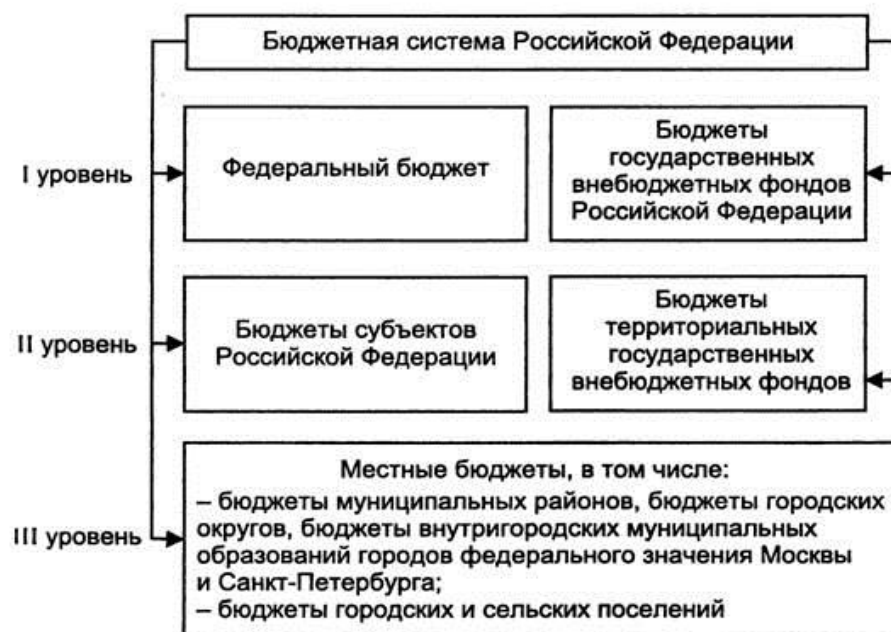 Бюджетная система Российской Федерации
I уровень
Федеральный бюджет
Бюджеты
государственных
внебюджетных фондов
Российской Федерации
II уровень
Бюджеты субъектов
Российской Федерации
Бюджеты
территориальных
государственных
внебюджетных фондов
III уровень
Местные бюджеты, в том числе:
– бюджеты муниципальных районов, бюджеты городских
округов, бюджеты внутригородских муниципальных
образований городов федерального значения Москвы
и Санкт-Петербурга;
– бюджеты городских и сельских поселений